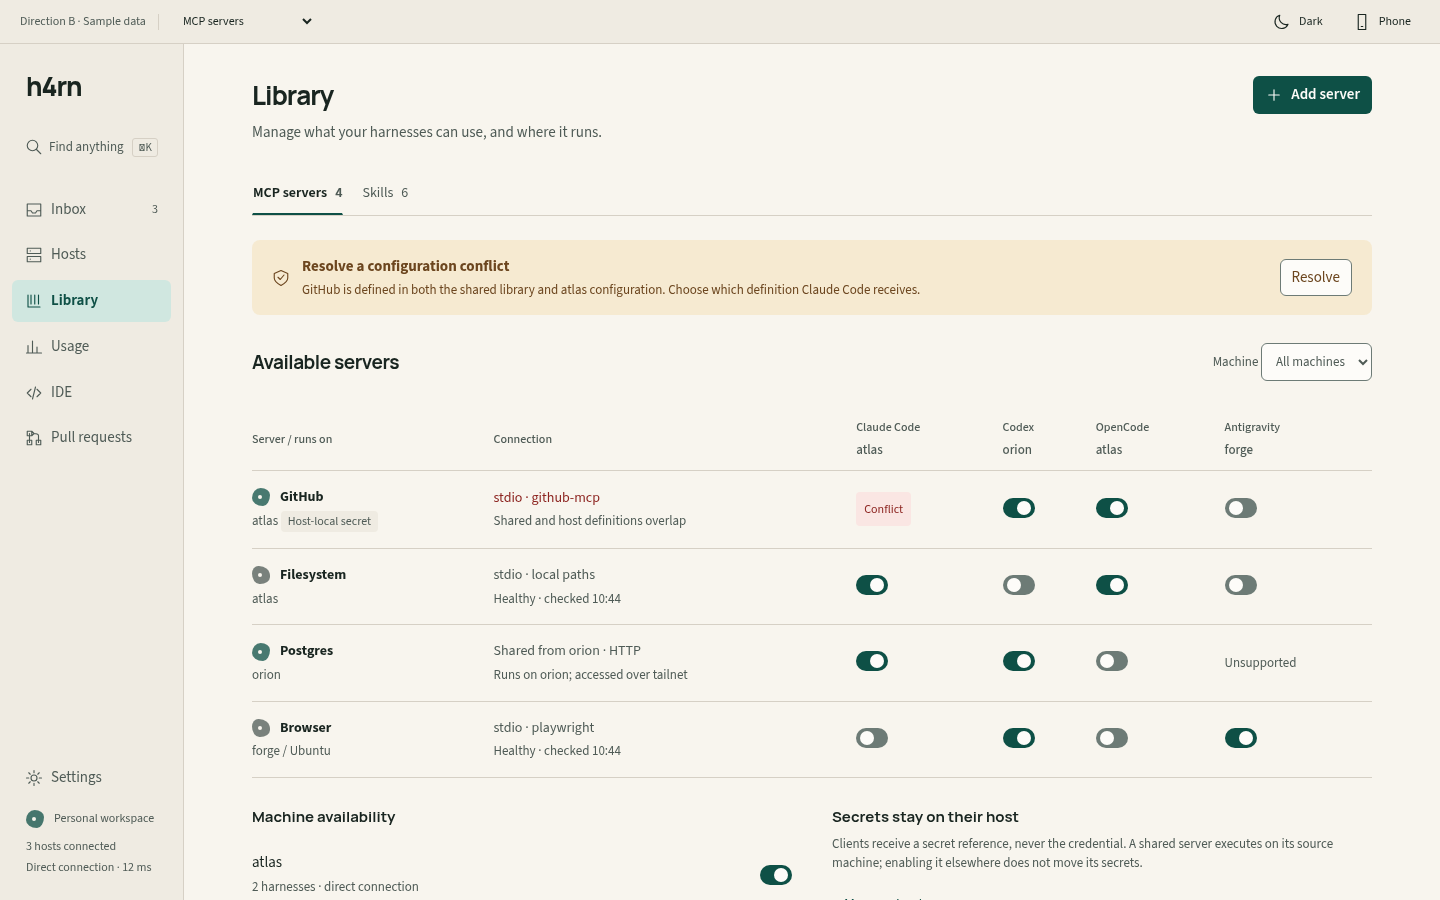 Direction B · Sample data
MCP servers
Dark
Phone
h4rn
Find anything
K
Inbox 3
Hosts
Library
Usage
IDE
Pull requests
Settings
Personal workspace
3 hosts connected
Direct connection · 12 ms
Library
Add server
Manage what your harnesses can use, and where it runs.
MCP servers 4 Skills 6
Resolve a configuration conflict
GitHub is defined in both the shared library and atlas configuration. Choose which definition Claude Code receives.
Resolve
Available servers
Machine All machines
Server / runs on
Connection
Claude Code
atlas
Codex
orion
OpenCode
atlas
Antigravity
forge
GitHub
atlas Host-local secret
stdio · github-mcp
Shared and host definitions overlap
Conflict
Filesystem
atlas
stdio · local paths
Healthy · checked 10:44
Postgres
orion
Shared from orion · HTTP
Runs on orion; accessed over tailnet
Unsupported
Browser
forge / Ubuntu
stdio · playwright
Healthy · checked 10:44
Machine availability
atlas
2 harnesses · direct connection
Secrets stay on their host
Clients receive a secret reference, never the credential. A shared server executes on its source
machine; enabling it elsewhere does not move its secrets.